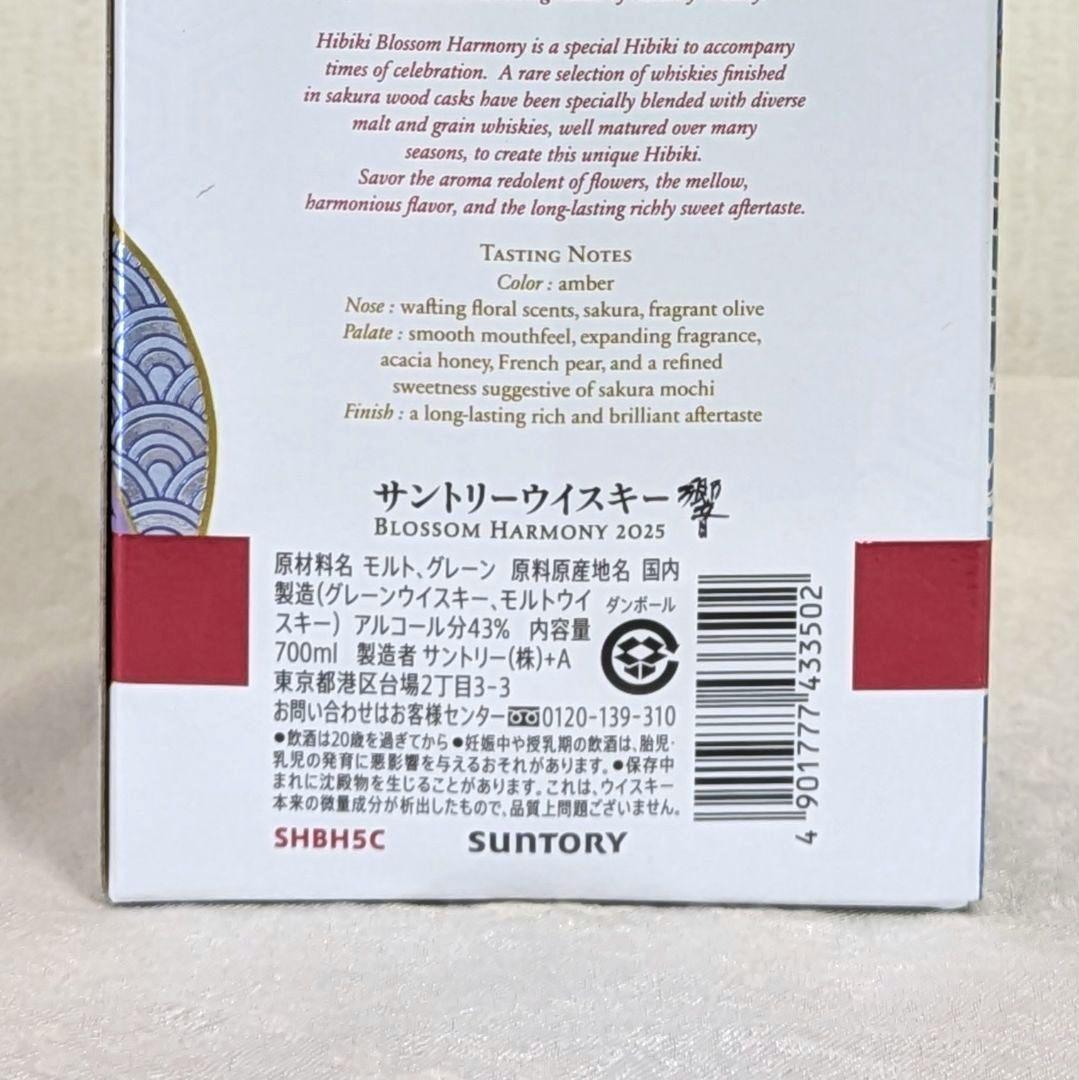 Hibiki Blossom Harmony is a special Hibiki to accompany
times of celebration. A rare selection of whiskies finished
in sakura wood casks have been specially blended with diverse
malt and grain whiskies, well matured over many
seasons, to create this unique Hibiki.
Savor the aroma redolent of flowers, the mellow,
harmonious flavor, and the long-lasting richly sweet aftertaste.
TASTING NOTES
Color : amber
Nose : wafting floral scents, sakura, fragrant olive
Palate : smooth mouthfeel, expanding fragrance,
acacia honey, French pear, and a refined
sweetness suggestive of sakura mochi
Finish : a long-lasting rich and brilliant aftertaste
サントリーウイスキー 響
BLOSSOM HARMONY 2025
原材料名 モルト、グレーン 原料原産地名 国内
製造(グレーンウイスキー、モルトウイ
スキー) アルコール分43% 内容量
700ml 製造者 サントリー(株)+A
東京都港区台場2丁目3-3
お問い合わせはお客様センター 0120-139-310
●飲酒は20歳を過ぎてから ●妊娠中や授乳期の飲酒は、胎児・
乳児の発育に悪影響を与えるおそれがあります。●保存中
まれに沈殿物を生じることがあります。これは、ウイスキー
本来の微量成分が析出したもので、品質上問題ございません。
ダンボール
SHBH5C
SUNTORY
4 901777 433502